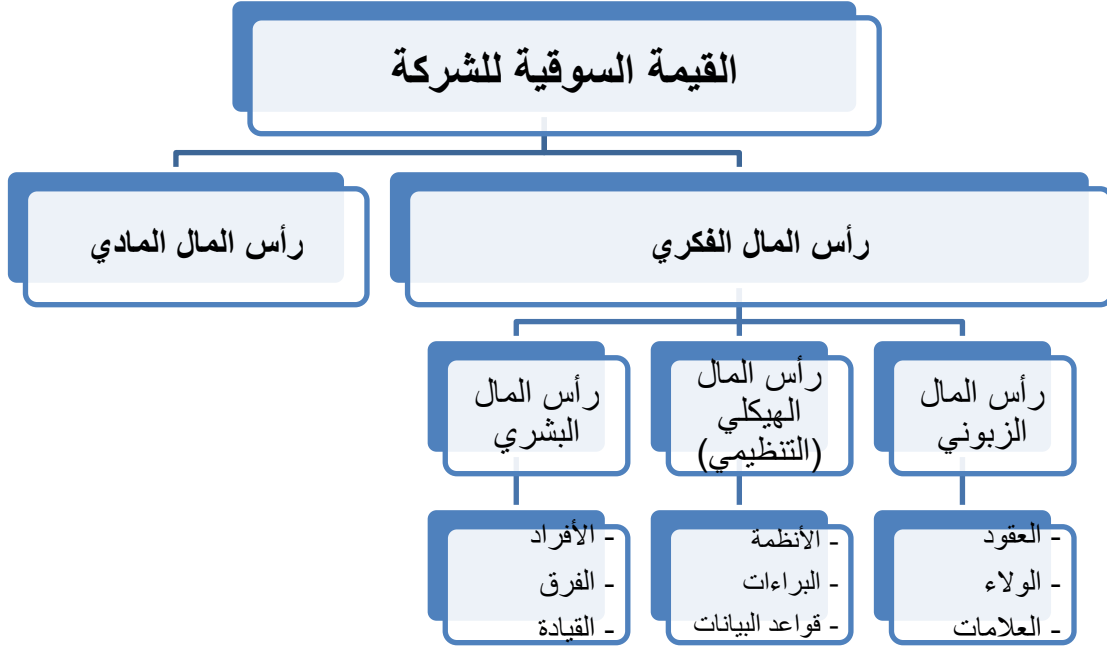 القيمة السوقية للشركة
رأس المال الفكري
رأس المال المادي
رأس المال
الزبوني
رأس المال
الهيكلي
(التنظيمي)
رأس المال
البشري
- العقود
- الولاء
- العلامات
- الأنظمة
- البراءات
- قواعد البيانات
- الأفراد
- الفرق
- القيادة